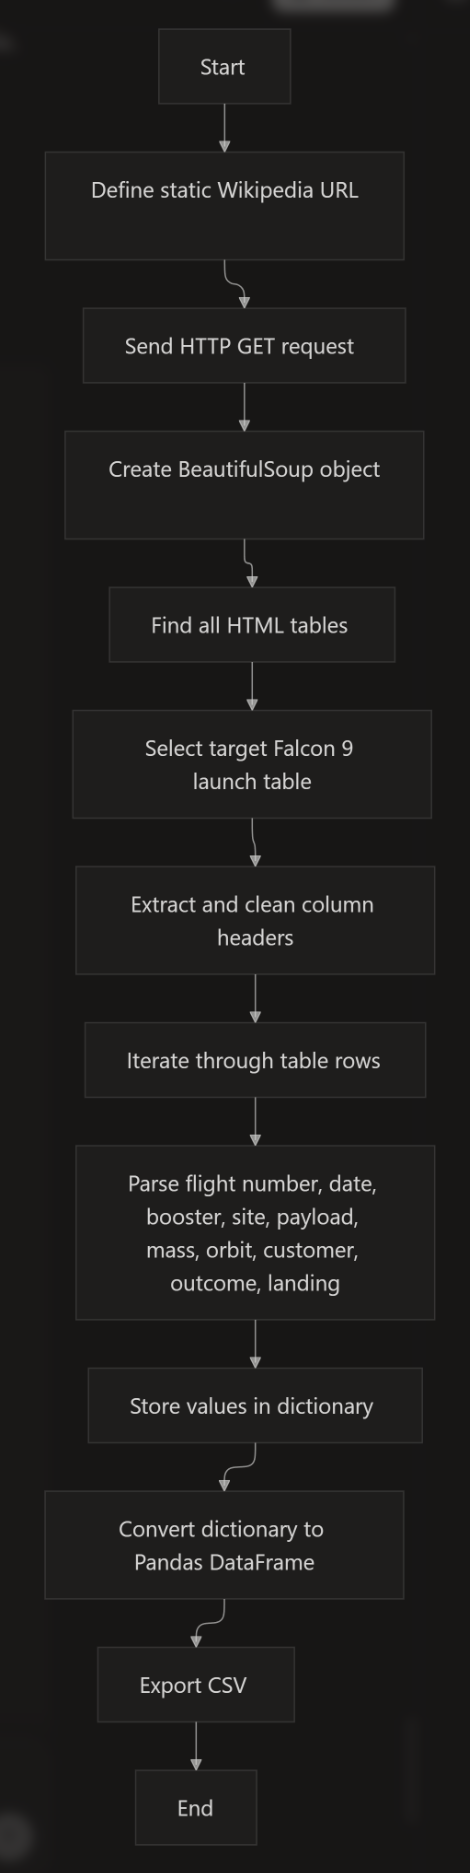 Start
Define static Wikipedia URL
Send HTTP GET request
Create BeautifulSoup object
Find all HTML tables
Select target Falcon 9
launch table
Extract and clean column
headers
Iterate through table rows
Parse flight number, date,
booster, site, payload,
mass, orbit, customer,
outcome, landing
Store values in dictionary
Convert dictionary to
Pandas DataFrame
Export CSV
End